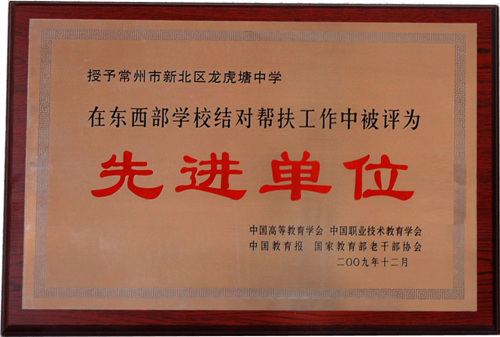 授予常州市新北区龙虎塘中学
在东西部学校结对帮扶工作中被评为
先进单位
中国高等教育学会 中国职业技术教育学会
中国教育报 国家教育部老干部协会
二〇〇九年十二月